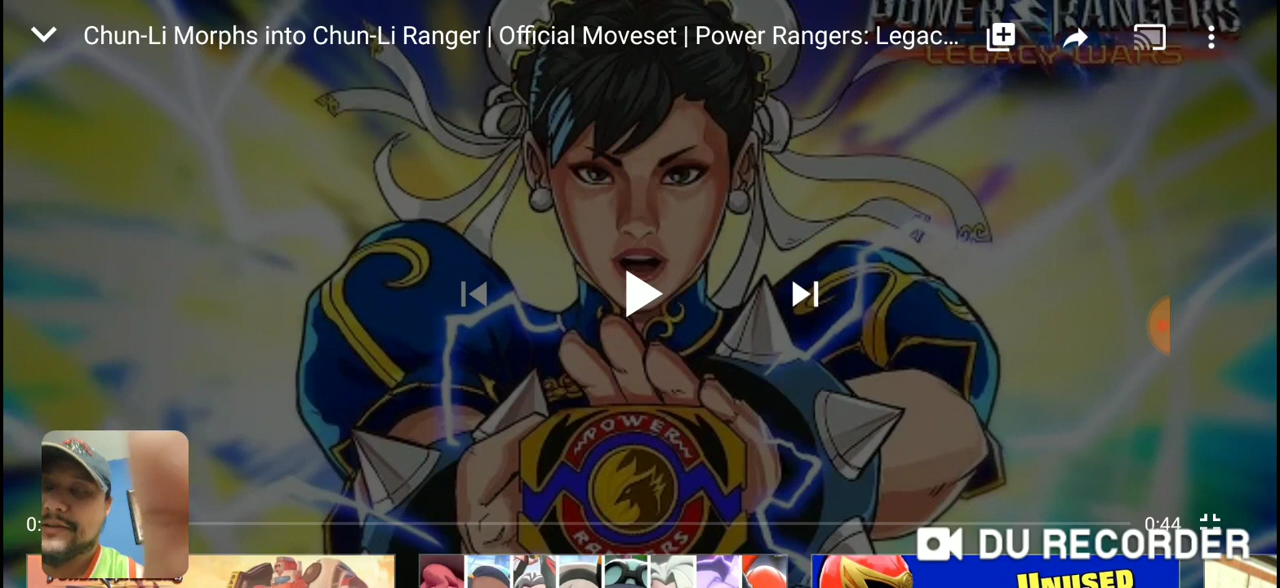 Chun-Li Morphs into Chun-Li Ranger | Official Moveset | Power Rangers: Legac...
POWER RANGERS
LEGACY WARS
POWER
RANGERS
0:
0:44
DU RECORDER
UNUSED